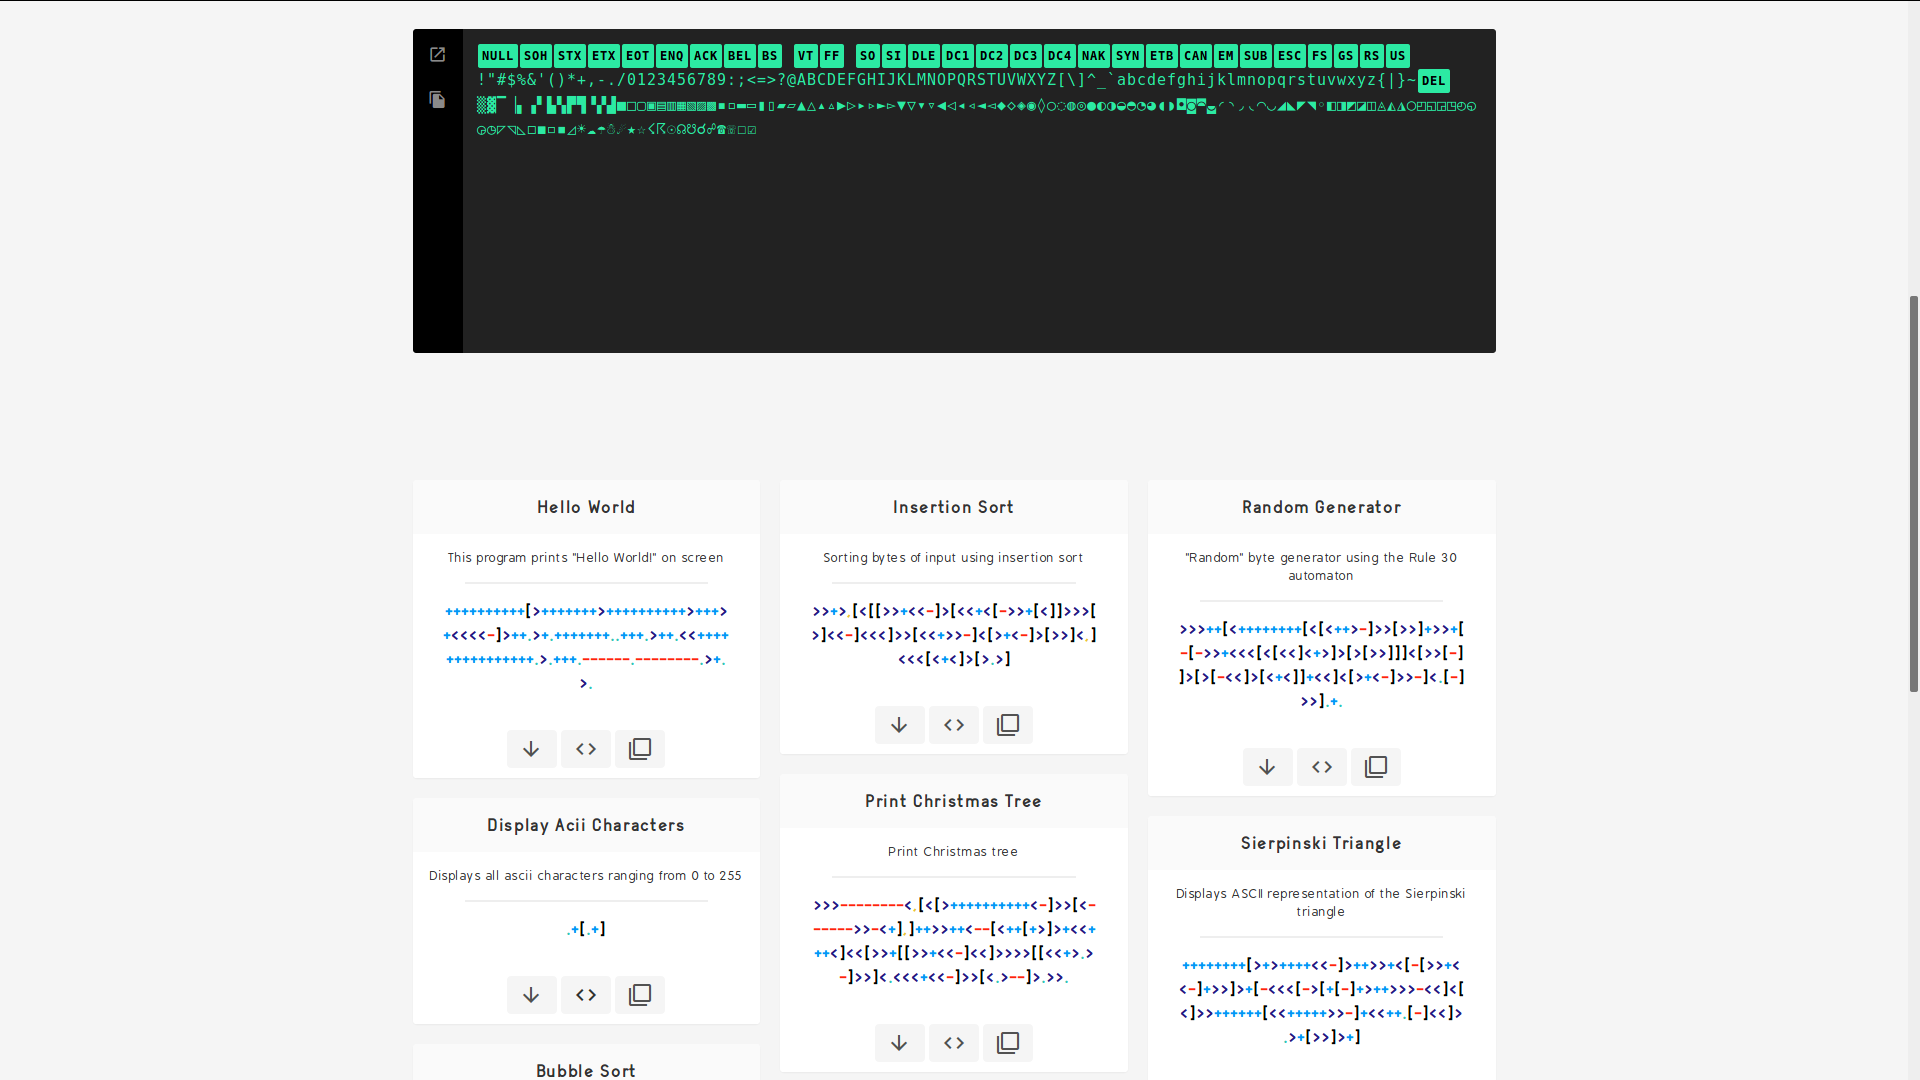 NULL SOH STX ETX EOT ENQ ACK BEL BS VT FF SO SI DLE DC1 DC2 DC3 DC4 NAK SYN ETB CAN EM SUB ESC FS GS RS US
!"#$%&'()*+,-./0123456789:;<=>?@ABCDEFGHIJKLMNOPQRSTUVWXYZ[\]^_`abcdefghijklmnopqrstuvwxyz{|}~ DEL
Hello World
This program prints "Hello World!" on screen
++++++++++[>+++++++>++++++++++>+++>
+<<<<-]>++.>+.+++++++..+++.>++.<<++++
+++++++++++.>.+++.------.--------.>+.
>.
Display Acii Characters
Displays all ascii characters ranging from 0 to 255
.+[.+]
Bubble Sort
Insertion Sort
Sorting bytes of input using insertion sort
>>+>,[<[[>>+<<-]>[<<+<[->>+[<]]>>>[
>]<<-]<<<]>>[<<+>>-]<[>+<-]>[>>]<,]
<<<[<+<]>[>.>]
Print Christmas Tree
Print Christmas tree
>>>--------<,[<[>++++++++++<-]>>[<-
----->>-<+],]++>>++<--[<++[+>]>+<<+
++<]<<[>>+[[>>+<<-]<<]>>>>[[<<+>.>
-]>>]<.<<<+<<-]>>[<.>--]>.>>.
Random Generator
"Random" byte generator using the Rule 30
automaton
>>>++[<++++++++[<[<++>-]>>[>>]+>>+[
-[->>+<<<[<[<<]<+>]>[>[>>]]]<[>>[-]
]>[>[-<<]>[<+<]]+<<]<[>+<-]>>-]<.[-]
>>].+.
Sierpinski Triangle
Displays ASCII representation of the Sierpinski
triangle
++++++++[>+>++++<<-]>++>>+<[-[>>+<
<-]+>>]>+[-<<<[->[+[-]+>++>>>-<<]<[
<]>>++++++[<<+++++>>-]+<<++.[-]<<]>
.>+[>>]>+]